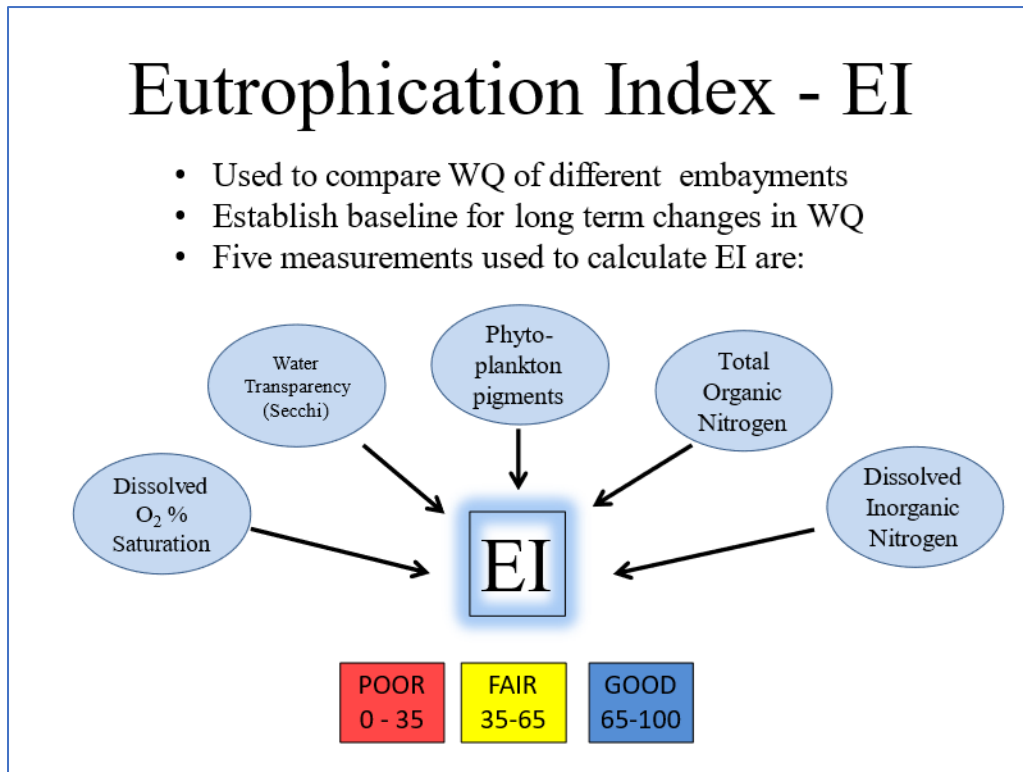 Eutrophication Index - EI
• Used to compare WQ of different embayments
• Establish baseline for long term changes in WQ
• Five measurements used to calculate EI are:
Dissolved
O₂ %
Saturation
Water
Transparency
(Secchi)
Phyto-
plankton
pigments
Total
Organic
Nitrogen
Dissolved
Inorganic
Nitrogen
EI
POOR
0 - 35
FAIR
35-65
GOOD
65-100